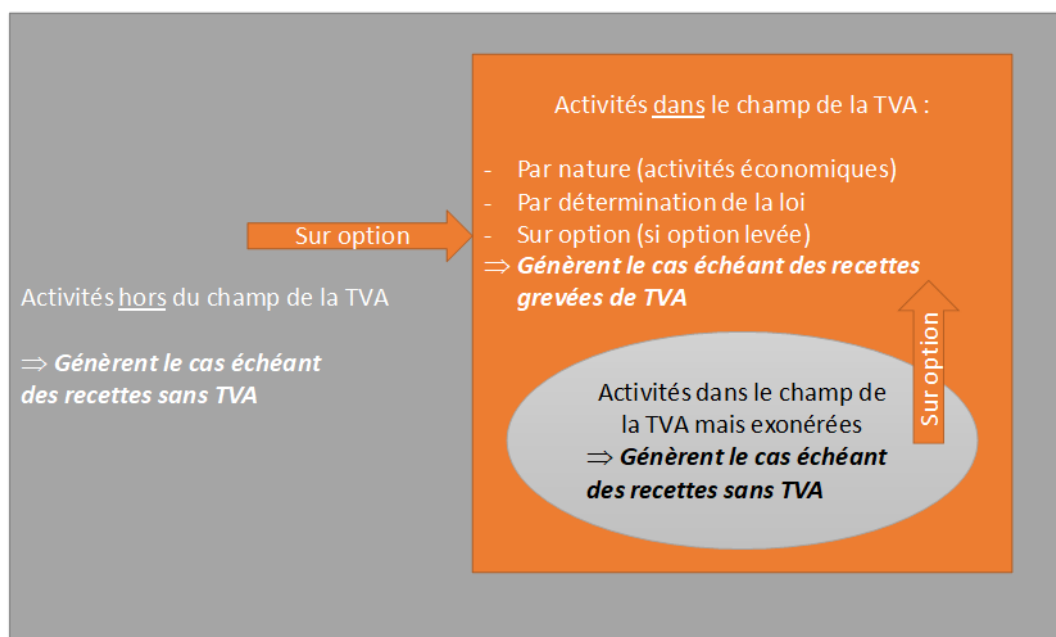 Activités dans le champ de la TVA :
- Par nature (activités économiques)
- Par détermination de la loi
- Sur option (si option levée)
⇒ Génèrent le cas échéant des recettes
grevées de TVA
Sur option
Activités hors du champ de la TVA
⇒ Génèrent le cas échéant
des recettes sans TVA
Sur option
Activités dans le champ de
la TVA mais exonérées
⇒ Génèrent le cas échéant
des recettes sans TVA